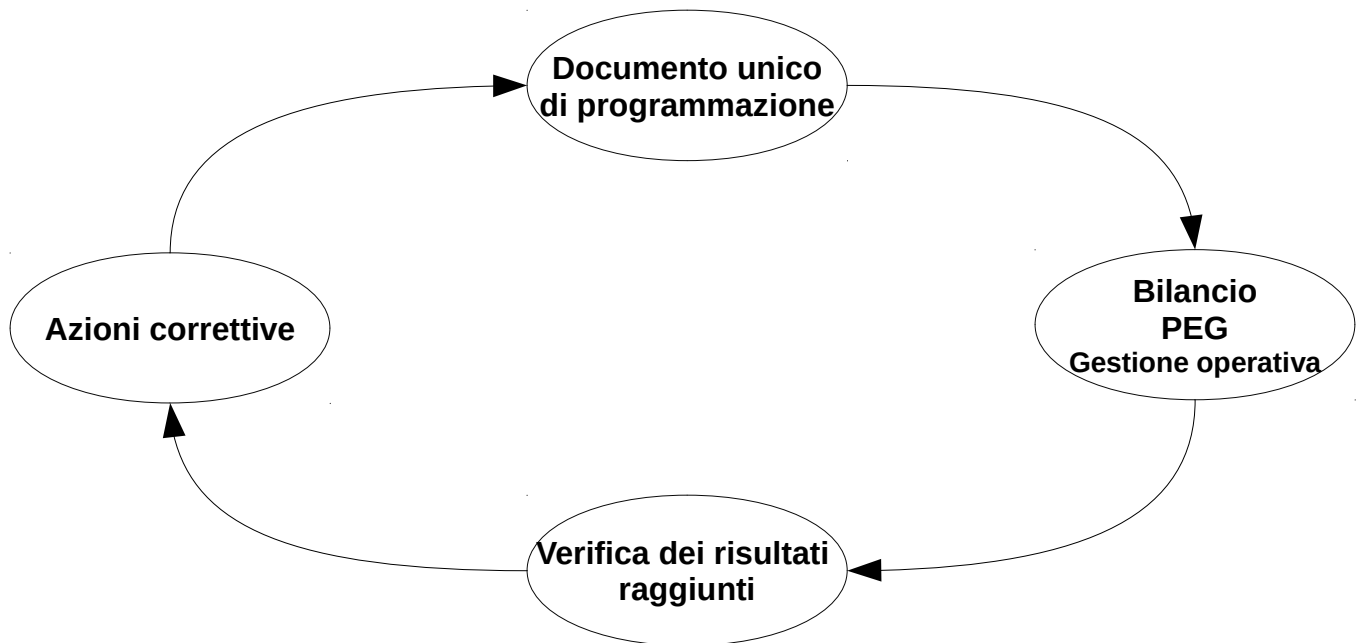 Documento unico
di programmazione
Azioni correttive
Bilancio
PEG
Gestione operativa
Verifica dei risultati
raggiunti